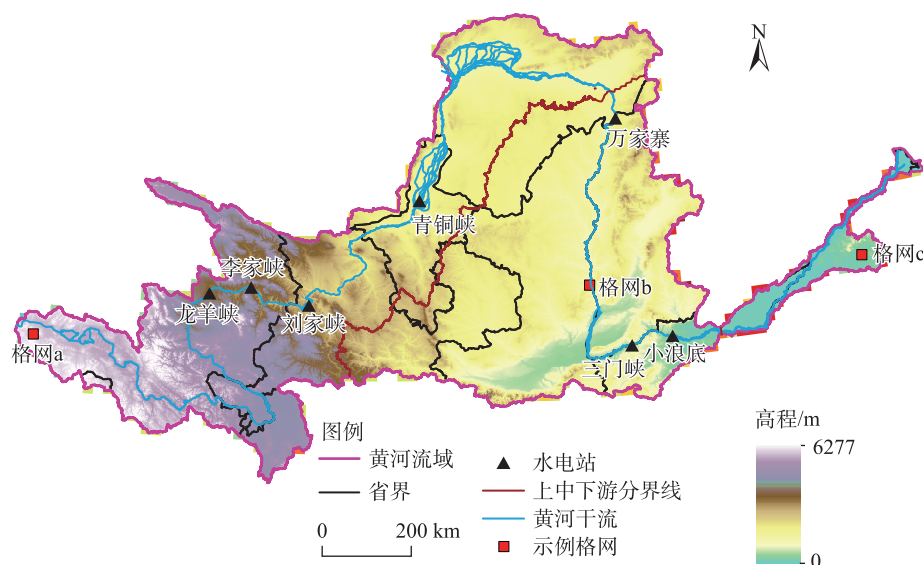 N
万家寨
青铜峡
格网c
李家峡
格网b
龙羊峡
刘家峡
小浪底
三门峡
格网a
图例
高程/m
黄河流域
水电站
6277
省界
上中下游分界线
0 200 km
黄河干流
示例格网
0